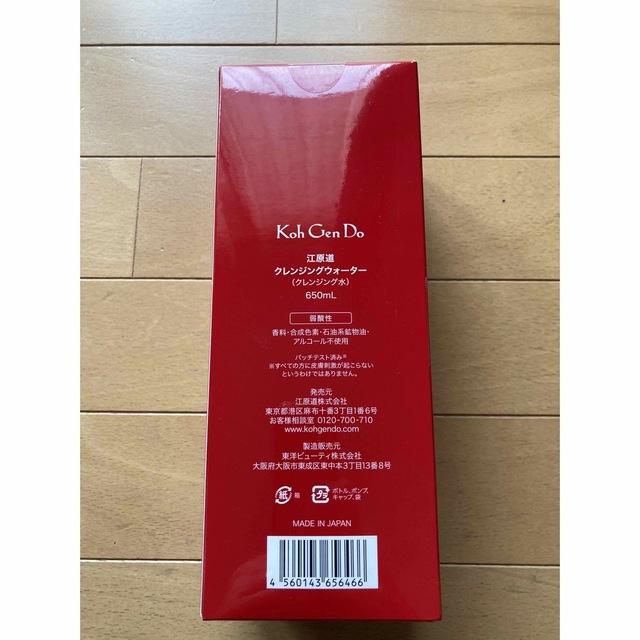 Koh Gen Do
江原道
クレンジングウォーター
(クレンジング水)
650mL
弱酸性
香料・合成色素・石油系鉱物油・
アルコール不使用
パッチテスト済み※
※すべての方に皮膚刺激が起こらない
というわけではありません。
発売元
江原道株式会社
東京都港区麻布十番3丁目1番6号
お客様相談室 0120-700-710
www.kohgendo.com
製造販売元
東洋ビューティ株式会社
大阪府大阪市東成区東中本3丁目13番8号
紙 箱
プラ ボトル、ポンプ、
キャップ、袋
MADE IN JAPAN
4 560143 656466